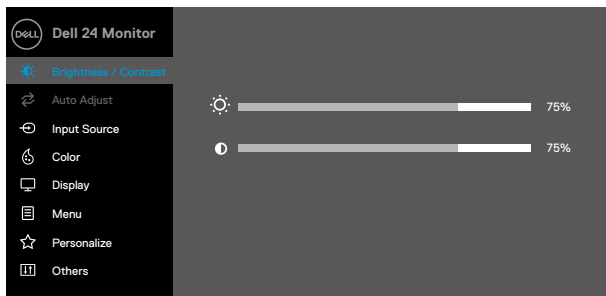 DELL Dell 24 Monitor
Brightness / Contrast
Auto Adjust
75%
Input Source
75%
Color
Display
Menu
Personalize
Others